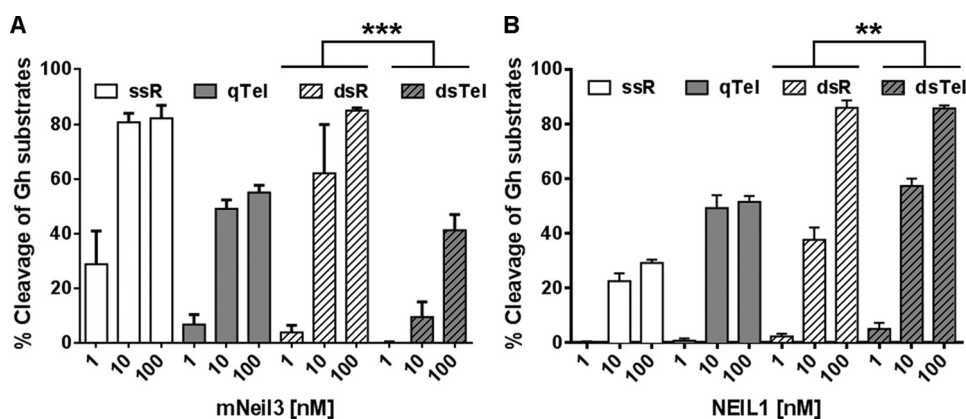 A
***
% Cleavage of Gh substrates
100
80
60
40
20
0
ssR qTel dsR dsTel
1 10 100 1 10 100 1 10 100 1 10 100
mNeil3 [nM]
B
**
% Cleavage of Gh substrates
100
80
60
40
20
0
ssR qTel dsR dsTel
1 10 100 1 10 100 1 10 100 1 10 100
NEIL1 [nM]